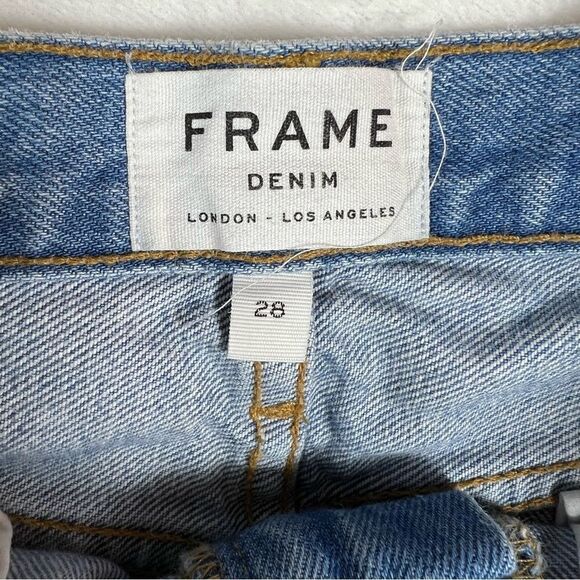 FRAME
DENIM
LONDON - LOS ANGELES
28